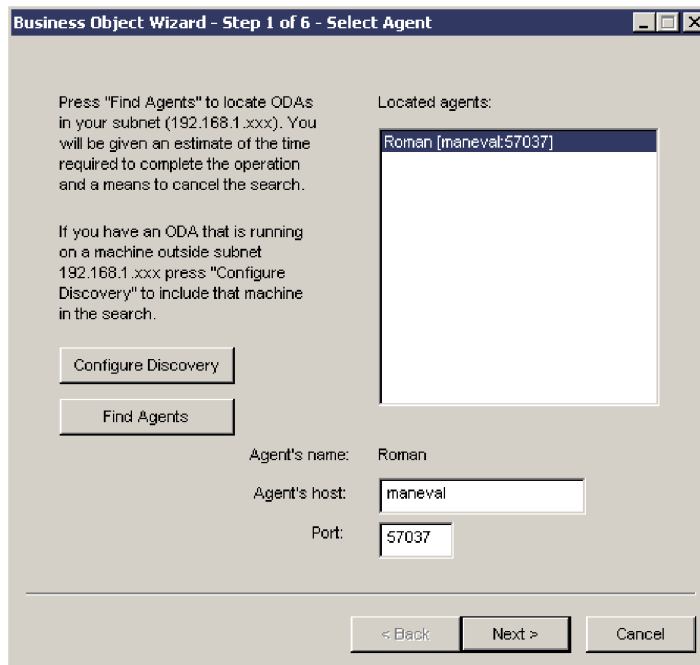 Business Object Wizard - Step 1 of 6 - Select Agent
Press "Find Agents" to locate ODAs
in your subnet (192.168.1.xxx). You
will be given an estimate of the time
required to complete the operation
and a means to cancel the search.
If you have an ODA that is running
on a machine outside subnet
192.168.1.xxx press "Configure
Discovery" to include that machine
in the search.
Configure Discovery
Find Agents
Located agents:
Roman [maneval:57037]
Agent's name: Roman
Agent's host: maneval
Port: 57037
< Back Next > Cancel